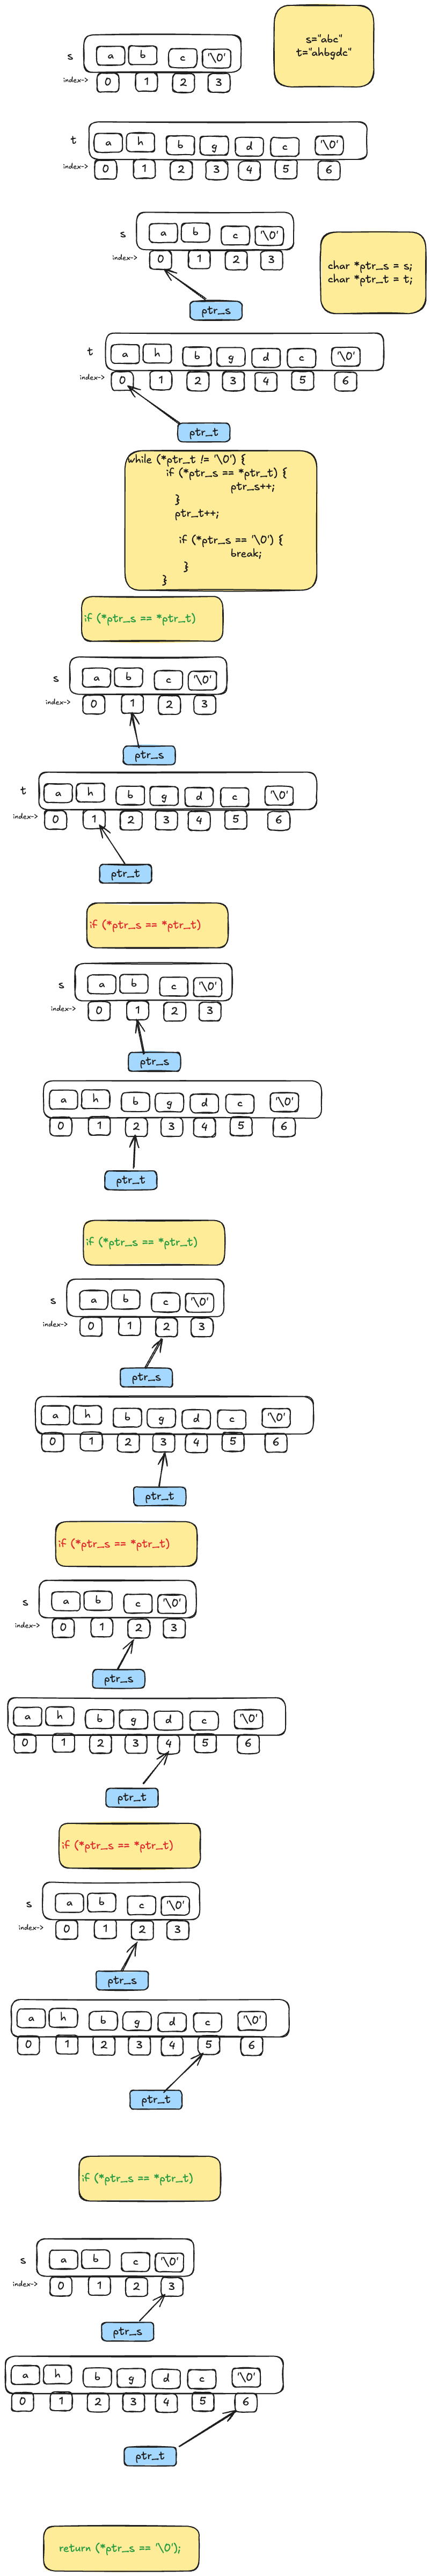 s="abc"
t="ahbgdc"
s
a b c '\0'
index->
0 1 2 3
t
a h b g d c '\0'
index->
0 1 2 3 4 5 6
s
a b c '\0'
index->
0 1 2 3
ptr_s
char *ptr_s = s;
char *ptr_t = t;
t
a h b g d c '\0'
index->
0 1 2 3 4 5 6
ptr_t
while (*ptr_t != '\0') {
if (*ptr_s == *ptr_t) {
ptr_s++;
}
ptr_t++;
if (*ptr_s == '\0') {
break;
}
}
if (*ptr_s == *ptr_t)
s
a b c '\0'
index->
0 1 2 3
ptr_s
t
a h b g d c '\0'
index->
0 1 2 3 4 5 6
ptr_t
if (*ptr_s == *ptr_t)
s
a b c '\0'
index->
0 1 2 3
ptr_s
a h b g d c '\0'
0 1 2 3 4 5 6
ptr_t
if (*ptr_s == *ptr_t)
s
a b c '\0'
index->
0 1 2 3
ptr_s
a h b g d c '\0'
0 1 2 3 4 5 6
ptr_t
if (*ptr_s == *ptr_t)
s
a b c '\0'
index->
0 1 2 3
ptr_s
a h b g d c '\0'
0 1 2 3 4 5 6
ptr_t
if (*ptr_s == *ptr_t)
s
a b c '\0'
index->
0 1 2 3
ptr_s
a h b g d c '\0'
0 1 2 3 4 5 6
ptr_t
if (*ptr_s == *ptr_t)
s
a b c '\0'
index->
0 1 2 3
ptr_s
a h b g d c '\0'
0 1 2 3 4 5 6
ptr_t
return (*ptr_s == '\0');